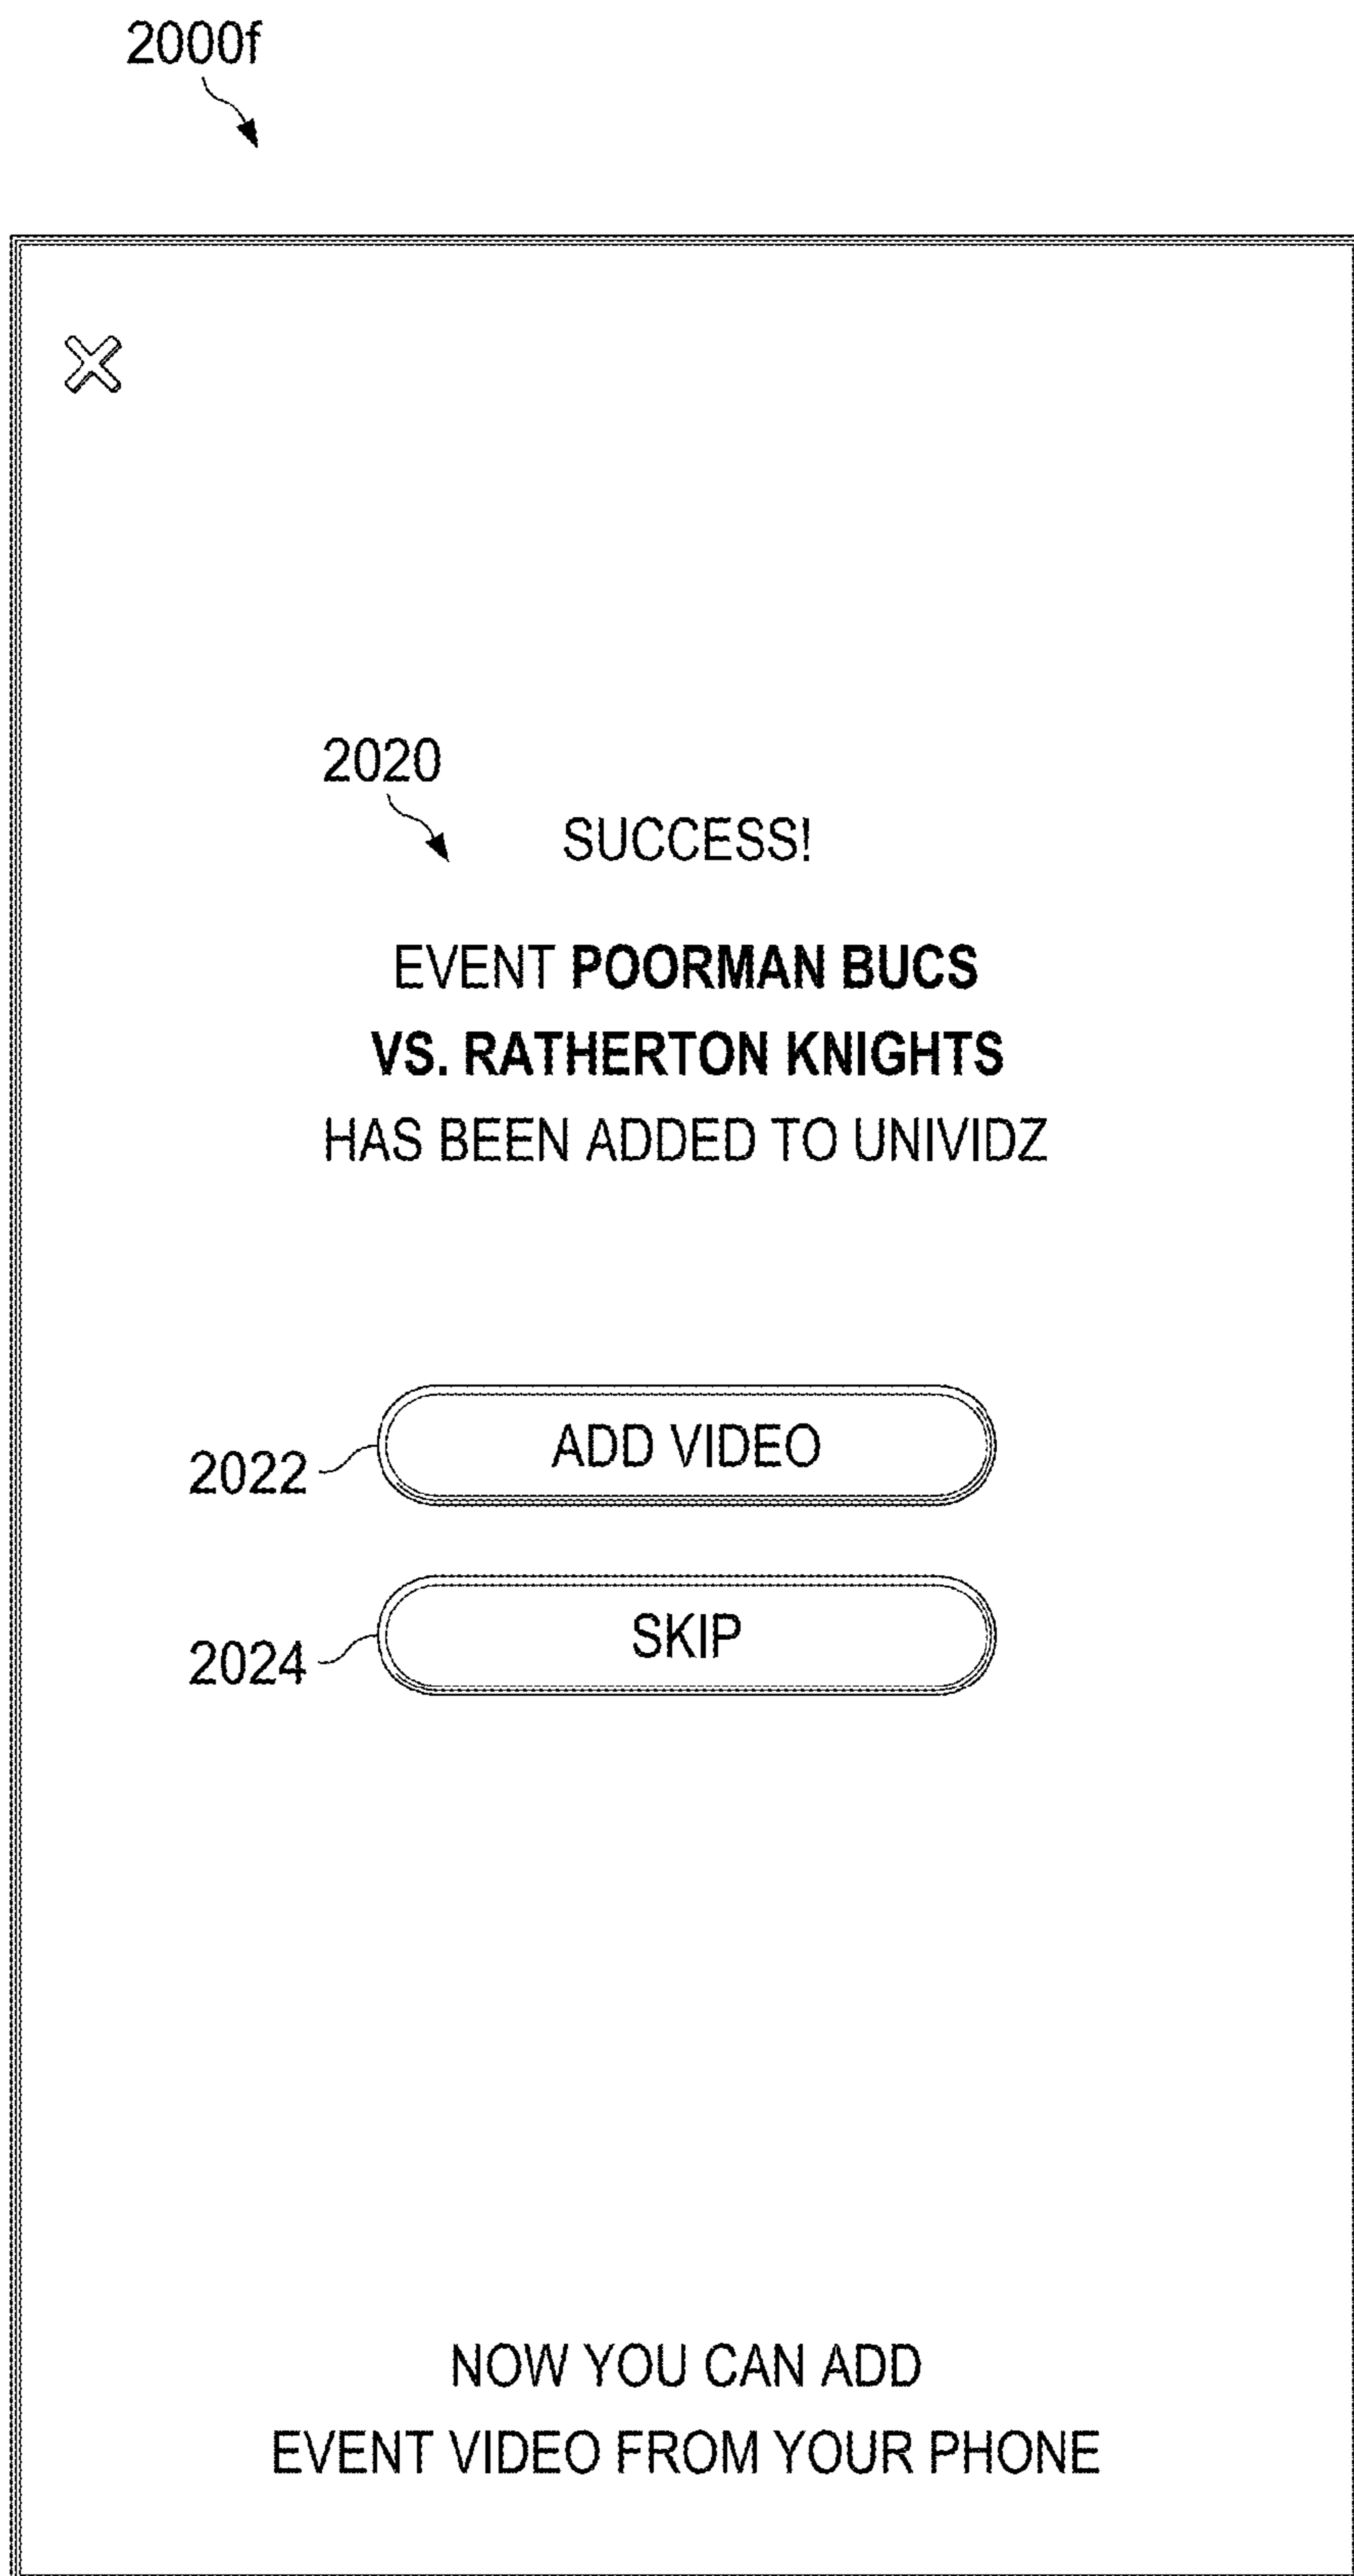 2000f
2020
SUCCESS!
EVENT POORMAN BUCS
VS. RATHERTON KNIGHTS
HAS BEEN ADDED TO UNIVIDZ
2022
ADD VIDEO
2024
SKIP
NOW YOU CAN ADD
EVENT VIDEO FROM YOUR PHONE